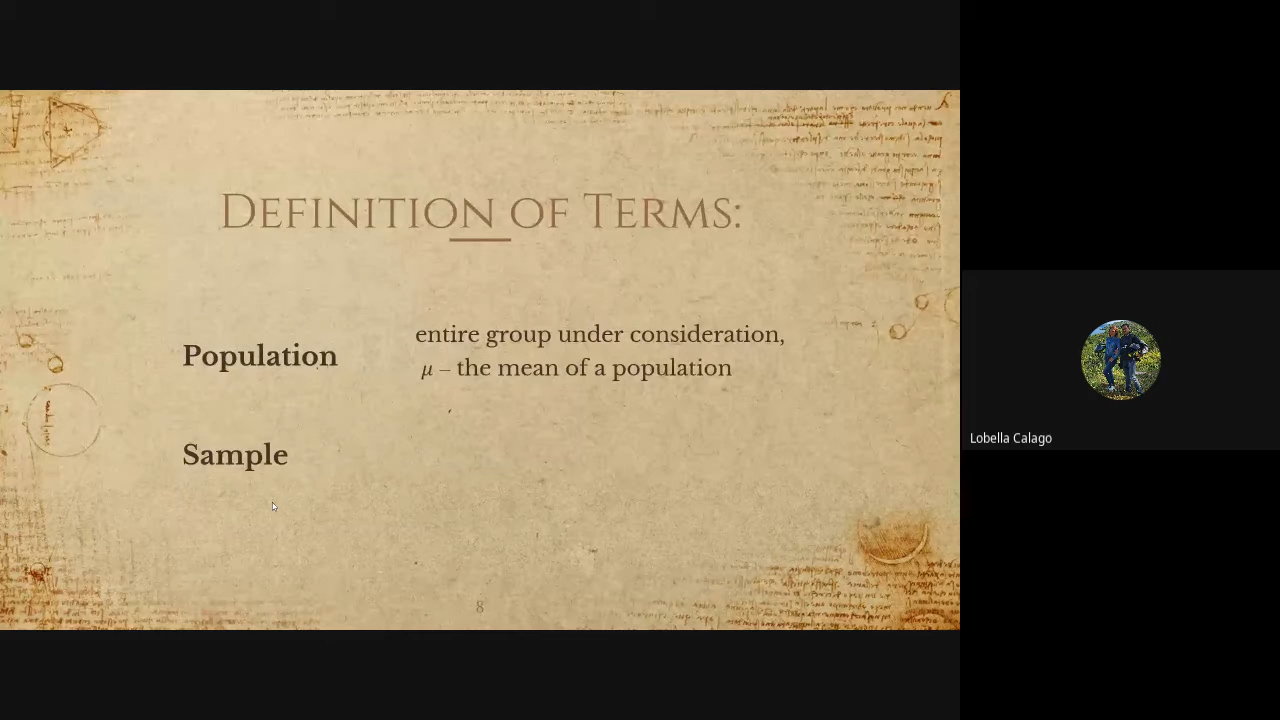 Definition of Terms:
entire group under consideration,
Population
μ – the mean of a population
Sample
8
Lobella Calago